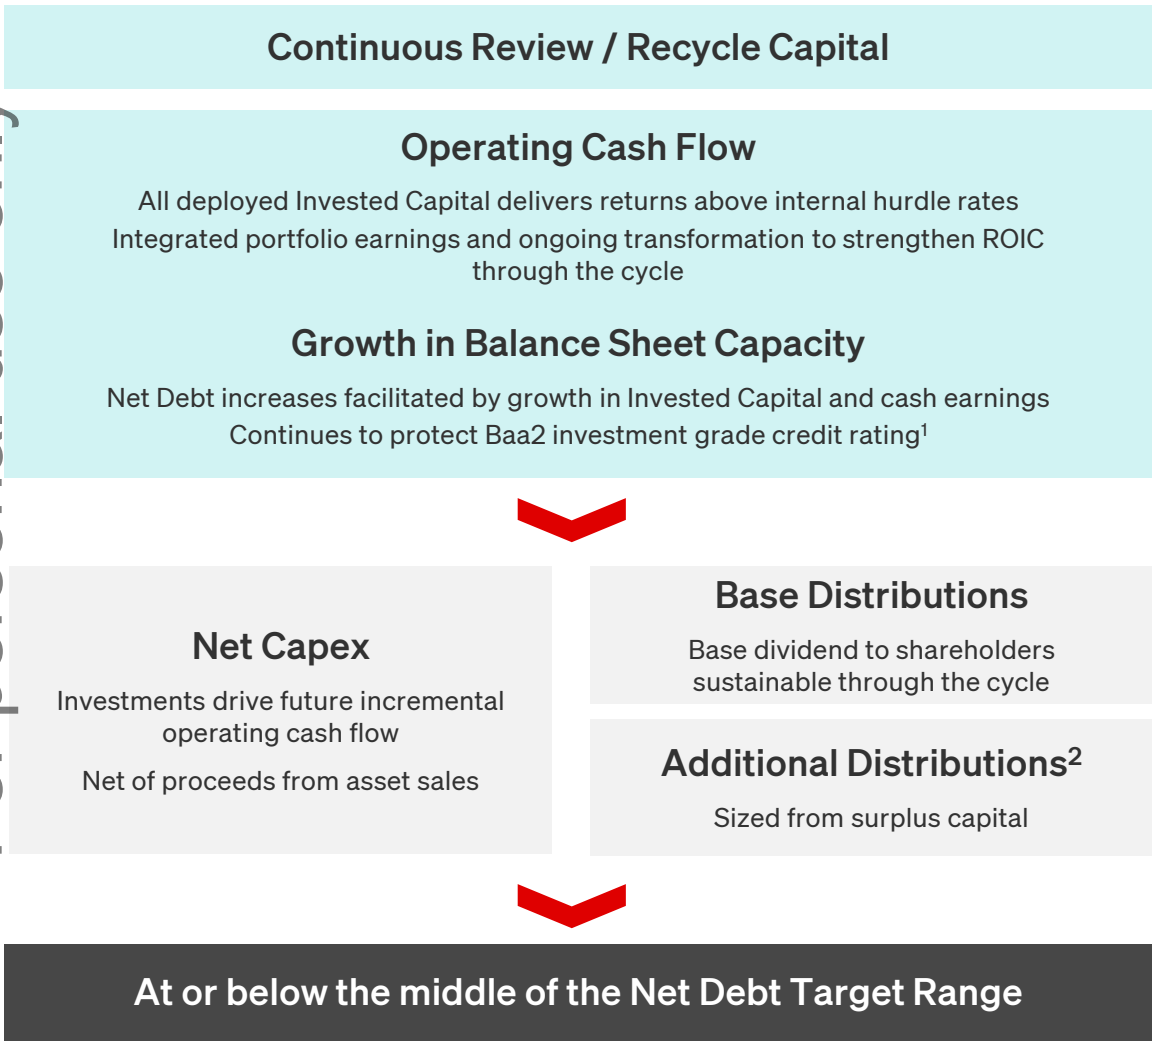 Continuous Review / Recycle Capital
Operating Cash Flow
All deployed Invested Capital delivers returns above internal hurdle rates
Integrated portfolio earnings and ongoing transformation to strengthen ROIC
through the cycle
Growth in Balance Sheet Capacity
Net Debt increases facilitated by growth in Invested Capital and cash earnings
Continues to protect Baa2 investment grade credit rating¹
Net Capex
Investments drive future incremental
operating cash flow
Net of proceeds from asset sales
Base Distributions
Base dividend to shareholders
sustainable through the cycle
Additional Distributions²
Sized from surplus capital
At or below the middle of the Net Debt Target Range